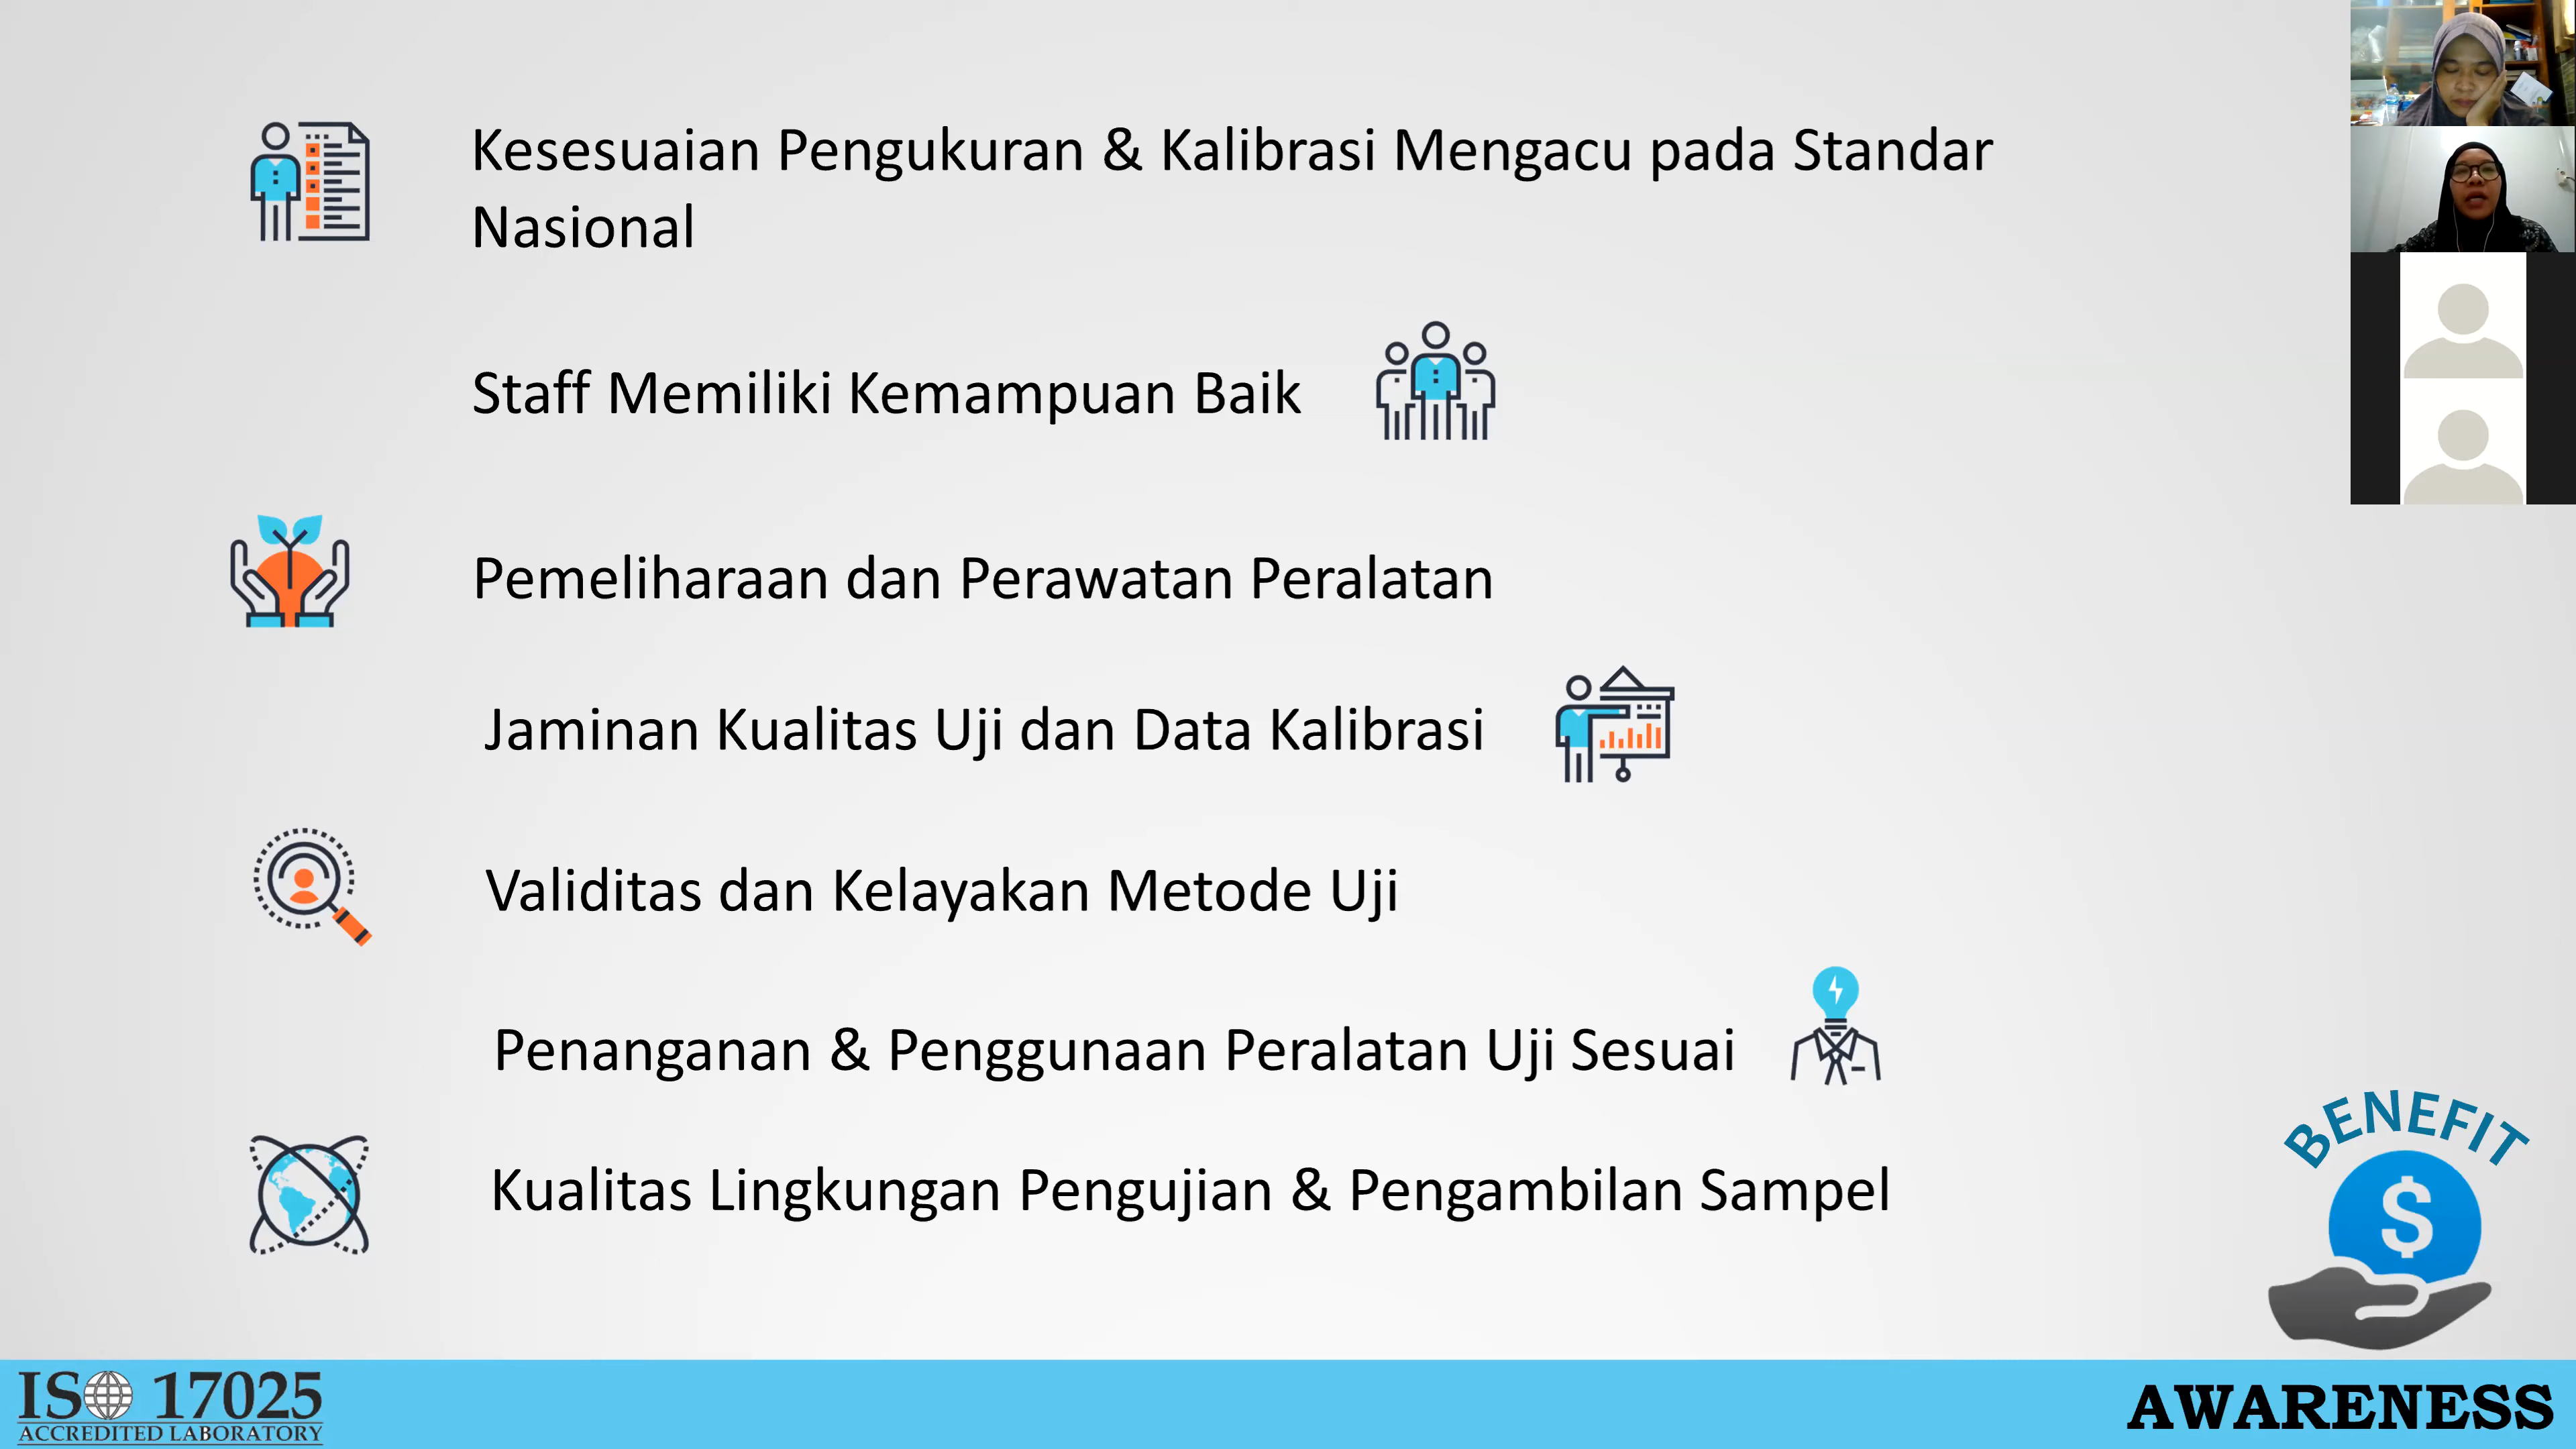 Kesesuaian Pengukuran & Kalibrasi Mengacu pada Standar
Nasional
Staff Memiliki Kemampuan Baik
Pemeliharaan dan Perawatan Peralatan
Jaminan Kualitas Uji dan Data Kalibrasi
Validitas dan Kelayakan Metode Uji
Penanganan & Penggunaan Peralatan Uji Sesuai
Kualitas Lingkungan Pengujian & Pengambilan Sampel
BENEFIT
$
ISO 17025
ACCREDITED LABORATORY
AWARENESS